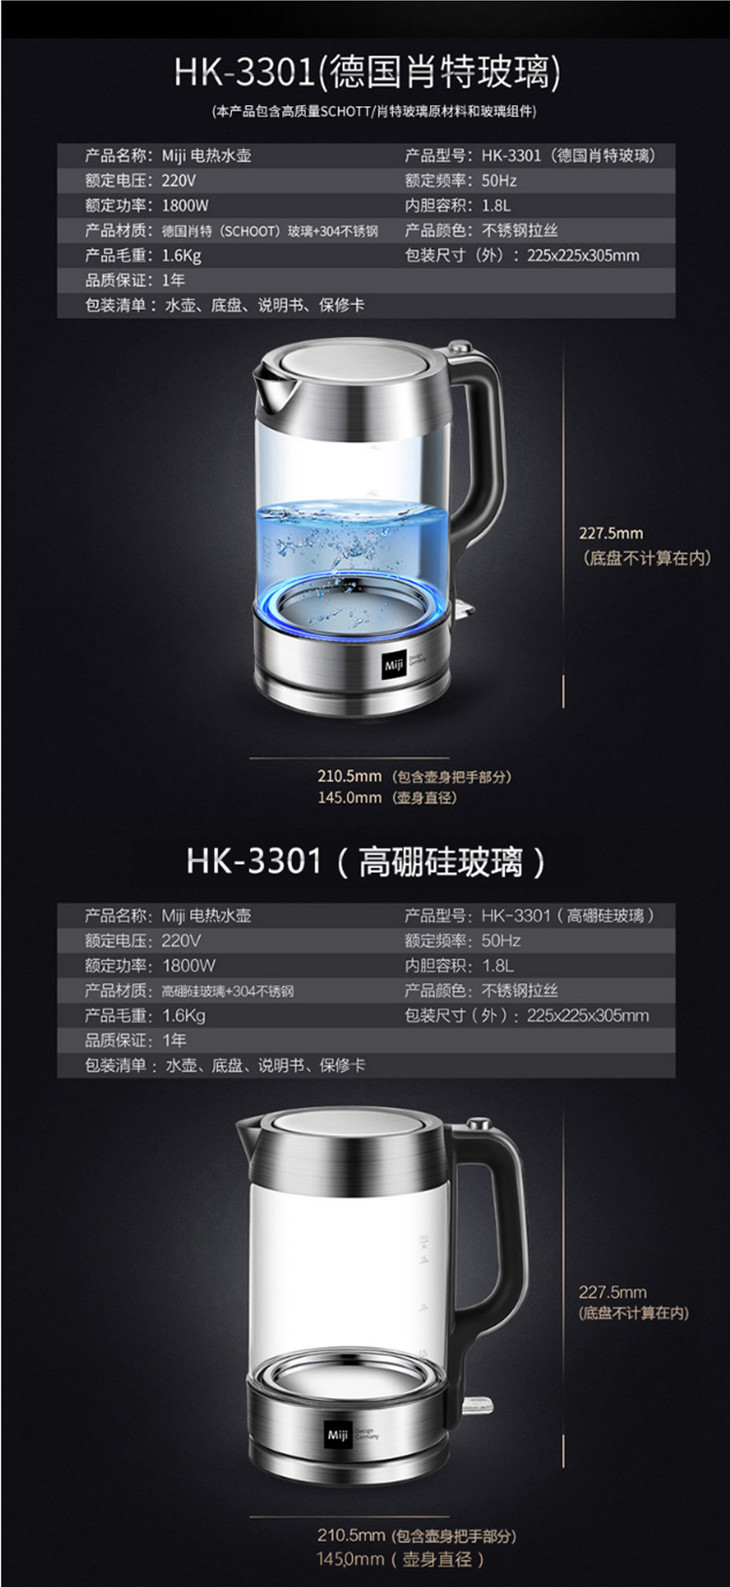 HK-3301(德国肖特玻璃)
(本产品包含高质量SCHOTT/肖特玻璃原材料和玻璃组件)
产品名称：Miji 电热水壶 产品型号：HK-3301（德国肖特玻璃）
额定电压：220V 额定频率：50Hz
额定功率：1800W 内胆容积：1.8L
产品材质：德国肖特（SCHOOT）玻璃+304不锈钢 产品颜色：不锈钢拉丝
产品毛重：1.6Kg 包装尺寸（外）：225x225x305mm
品质保证：1年
包装清单：水壶、底盘、说明书、保修卡
227.5mm
（底盘不计算在内）
Miji Design Germany
210.5mm（包含壶身把手部分）
145.0mm（壶身直径）
HK-3301（高硼硅玻璃）
产品名称：Miji 电热水壶 产品型号：HK-3301（高硼硅玻璃）
额定电压：220V 额定频率：50Hz
额定功率：1800W 内胆容积：1.8L
产品材质：高硼硅玻璃+304不锈钢 产品颜色：不锈钢拉丝
产品毛重：1.6Kg 包装尺寸（外）：225x225x305mm
品质保证：1年
包装清单：水壶、底盘、说明书、保修卡
227.5mm
(底盘不计算在内)
Miji Design Germany
210.5mm (包含壶身把手部分)
145,0mm（壶身直径）